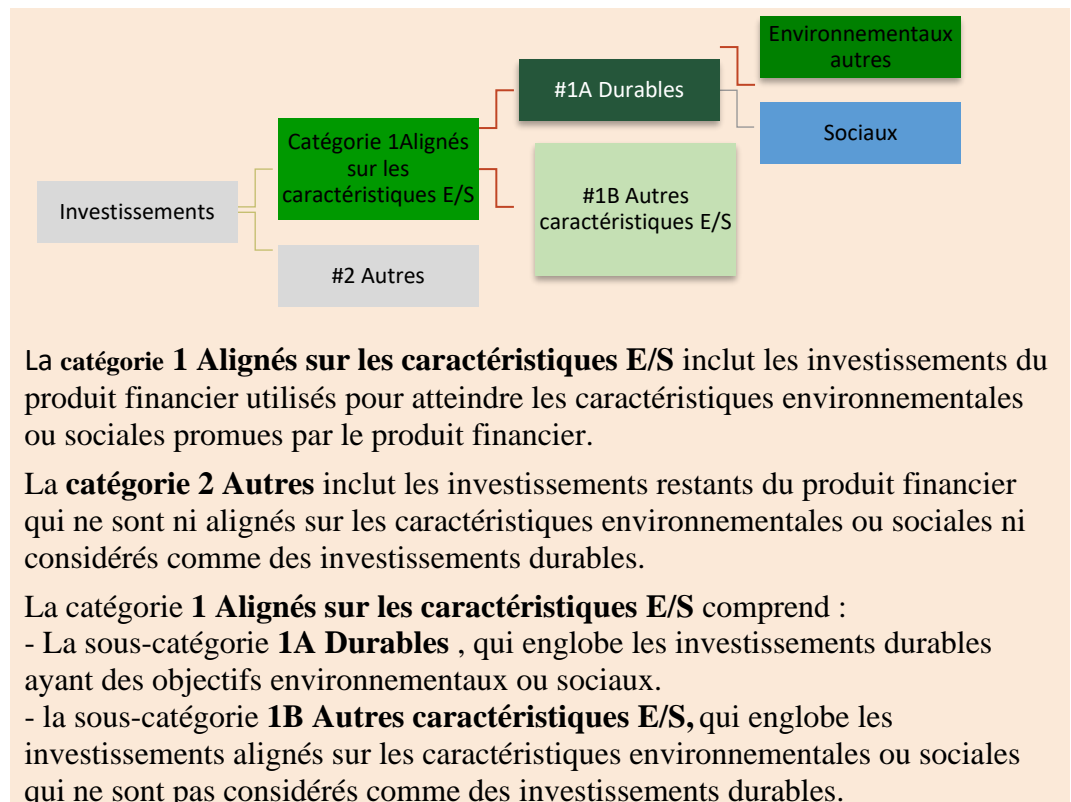 Environnementaux
autres
#1A Durables
Sociaux
Catégorie 1Alignés
sur les
caractéristiques E/S
#1B Autres
caractéristiques E/S
Investissements
#2 Autres
La catégorie 1 Alignés sur les caractéristiques E/S inclut les investissements du
produit financier utilisés pour atteindre les caractéristiques environnementales
ou sociales promues par le produit financier.
La catégorie 2 Autres inclut les investissements restants du produit financier
qui ne sont ni alignés sur les caractéristiques environnementales ou sociales ni
considérés comme des investissements durables.
La catégorie 1 Alignés sur les caractéristiques E/S comprend :
- La sous-catégorie 1A Durables , qui englobe les investissements durables
ayant des objectifs environnementaux ou sociaux.
- la sous-catégorie 1B Autres caractéristiques E/S, qui englobe les
investissements alignés sur les caractéristiques environnementales ou sociales
qui ne sont pas considérés comme des investissements durables.